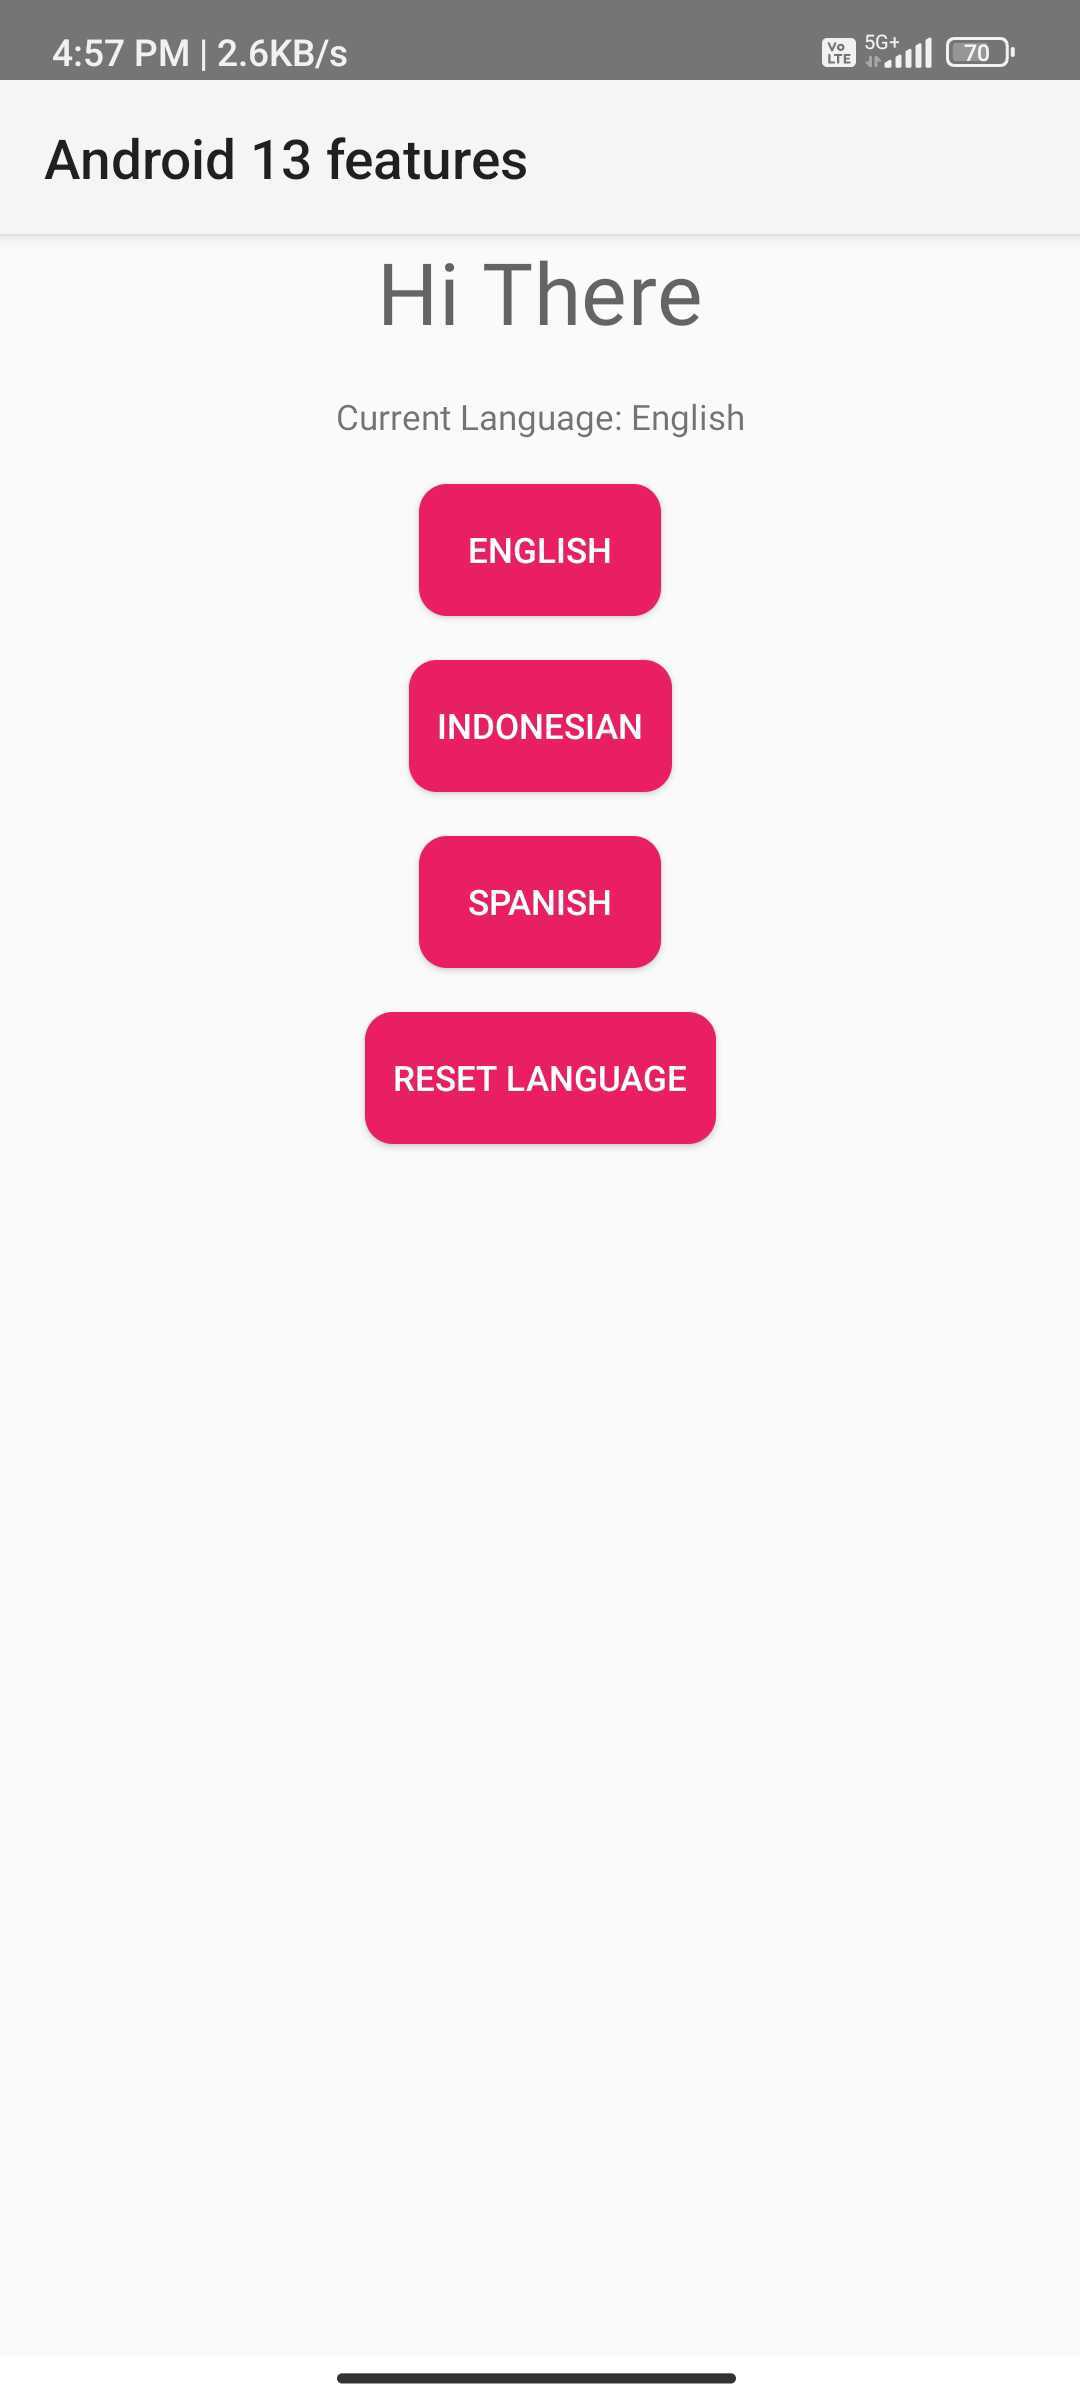 4:57 PM | 2.6KB/s Vo LTE 5G+ 70
Android 13 features
Hi There
Current Language: English
ENGLISH
INDONESIAN
SPANISH
RESET LANGUAGE